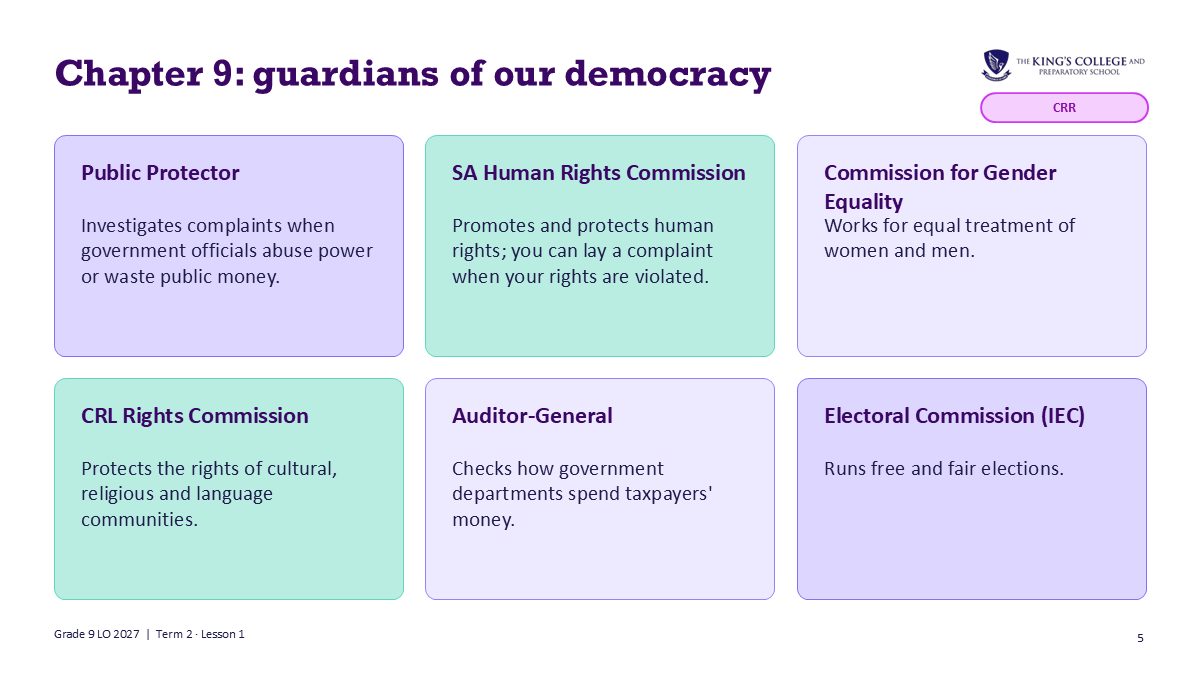 Chapter 9: guardians of our democracy
THE KING'S COLLEGE AND
PREPARATORY SCHOOL
CRR
Public Protector
Investigates complaints when
government officials abuse power
or waste public money.
SA Human Rights Commission
Promotes and protects human
rights; you can lay a complaint
when your rights are violated.
Commission for Gender
Equality
Works for equal treatment of
women and men.
CRL Rights Commission
Protects the rights of cultural,
religious and language
communities.
Auditor-General
Checks how government
departments spend taxpayers'
money.
Electoral Commission (IEC)
Runs free and fair elections.
Grade 9 LO 2027 | Term 2 · Lesson 1
5